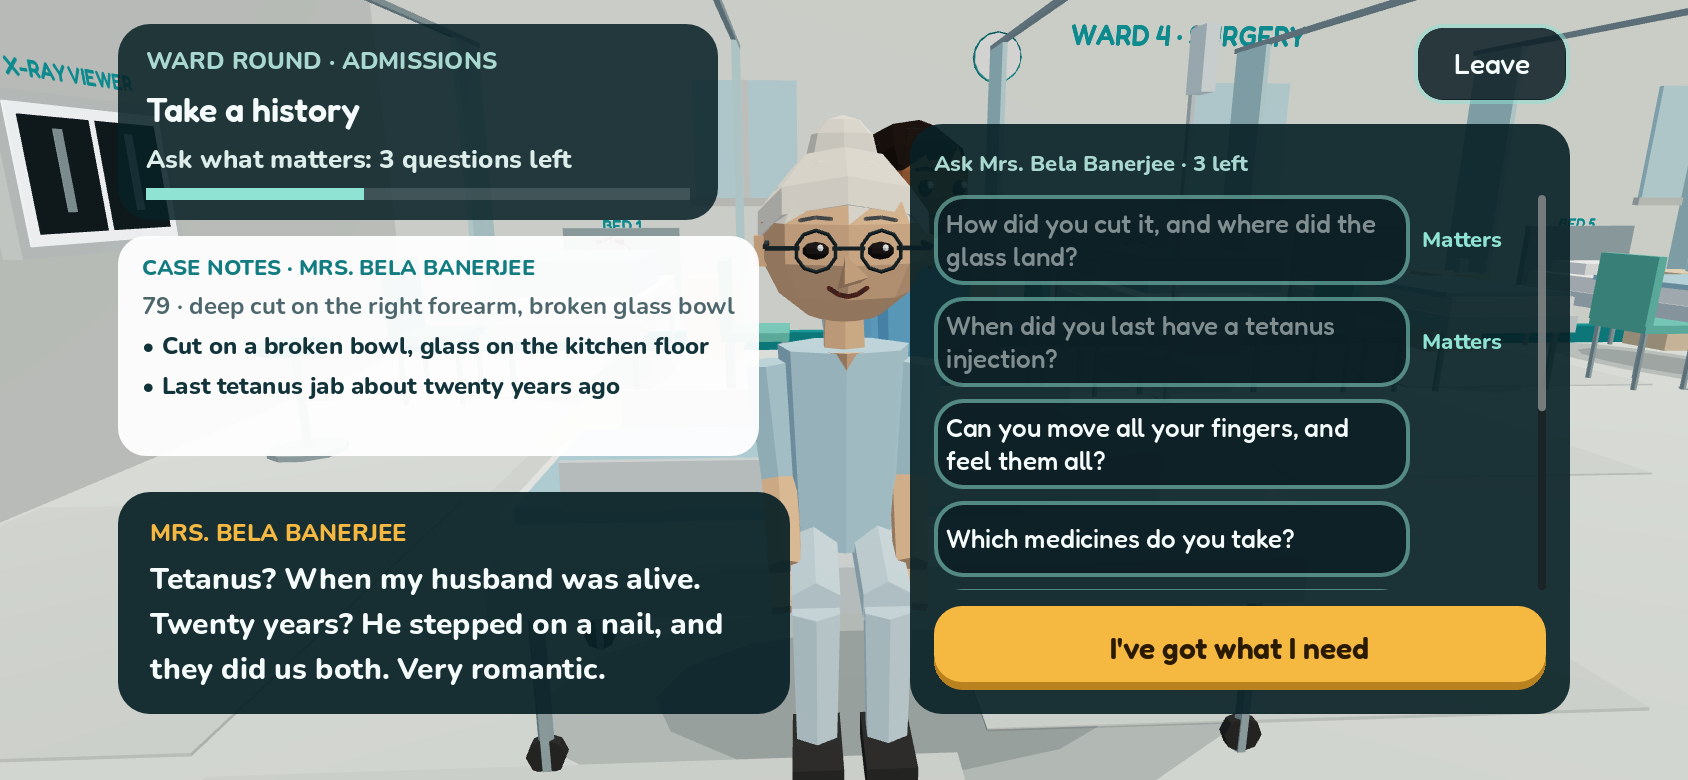 X-RAY VIEWER
WARD ROUND · ADMISSIONS
Take a history
Ask what matters: 3 questions left
WARD 4 · RGERY
Leave
BED 1
BED 5
CASE NOTES · MRS. BELA BANERJEE
79 · deep cut on the right forearm, broken glass bowl
• Cut on a broken bowl, glass on the kitchen floor
• Last tetanus jab about twenty years ago
MRS. BELA BANERJEE
Tetanus? When my husband was alive.
Twenty years? He stepped on a nail, and
they did us both. Very romantic.
Ask Mrs. Bela Banerjee · 3 left
How did you cut it, and where did the
glass land?
Matters
When did you last have a tetanus
injection?
Matters
Can you move all your fingers, and
feel them all?
Which medicines do you take?
I've got what I need